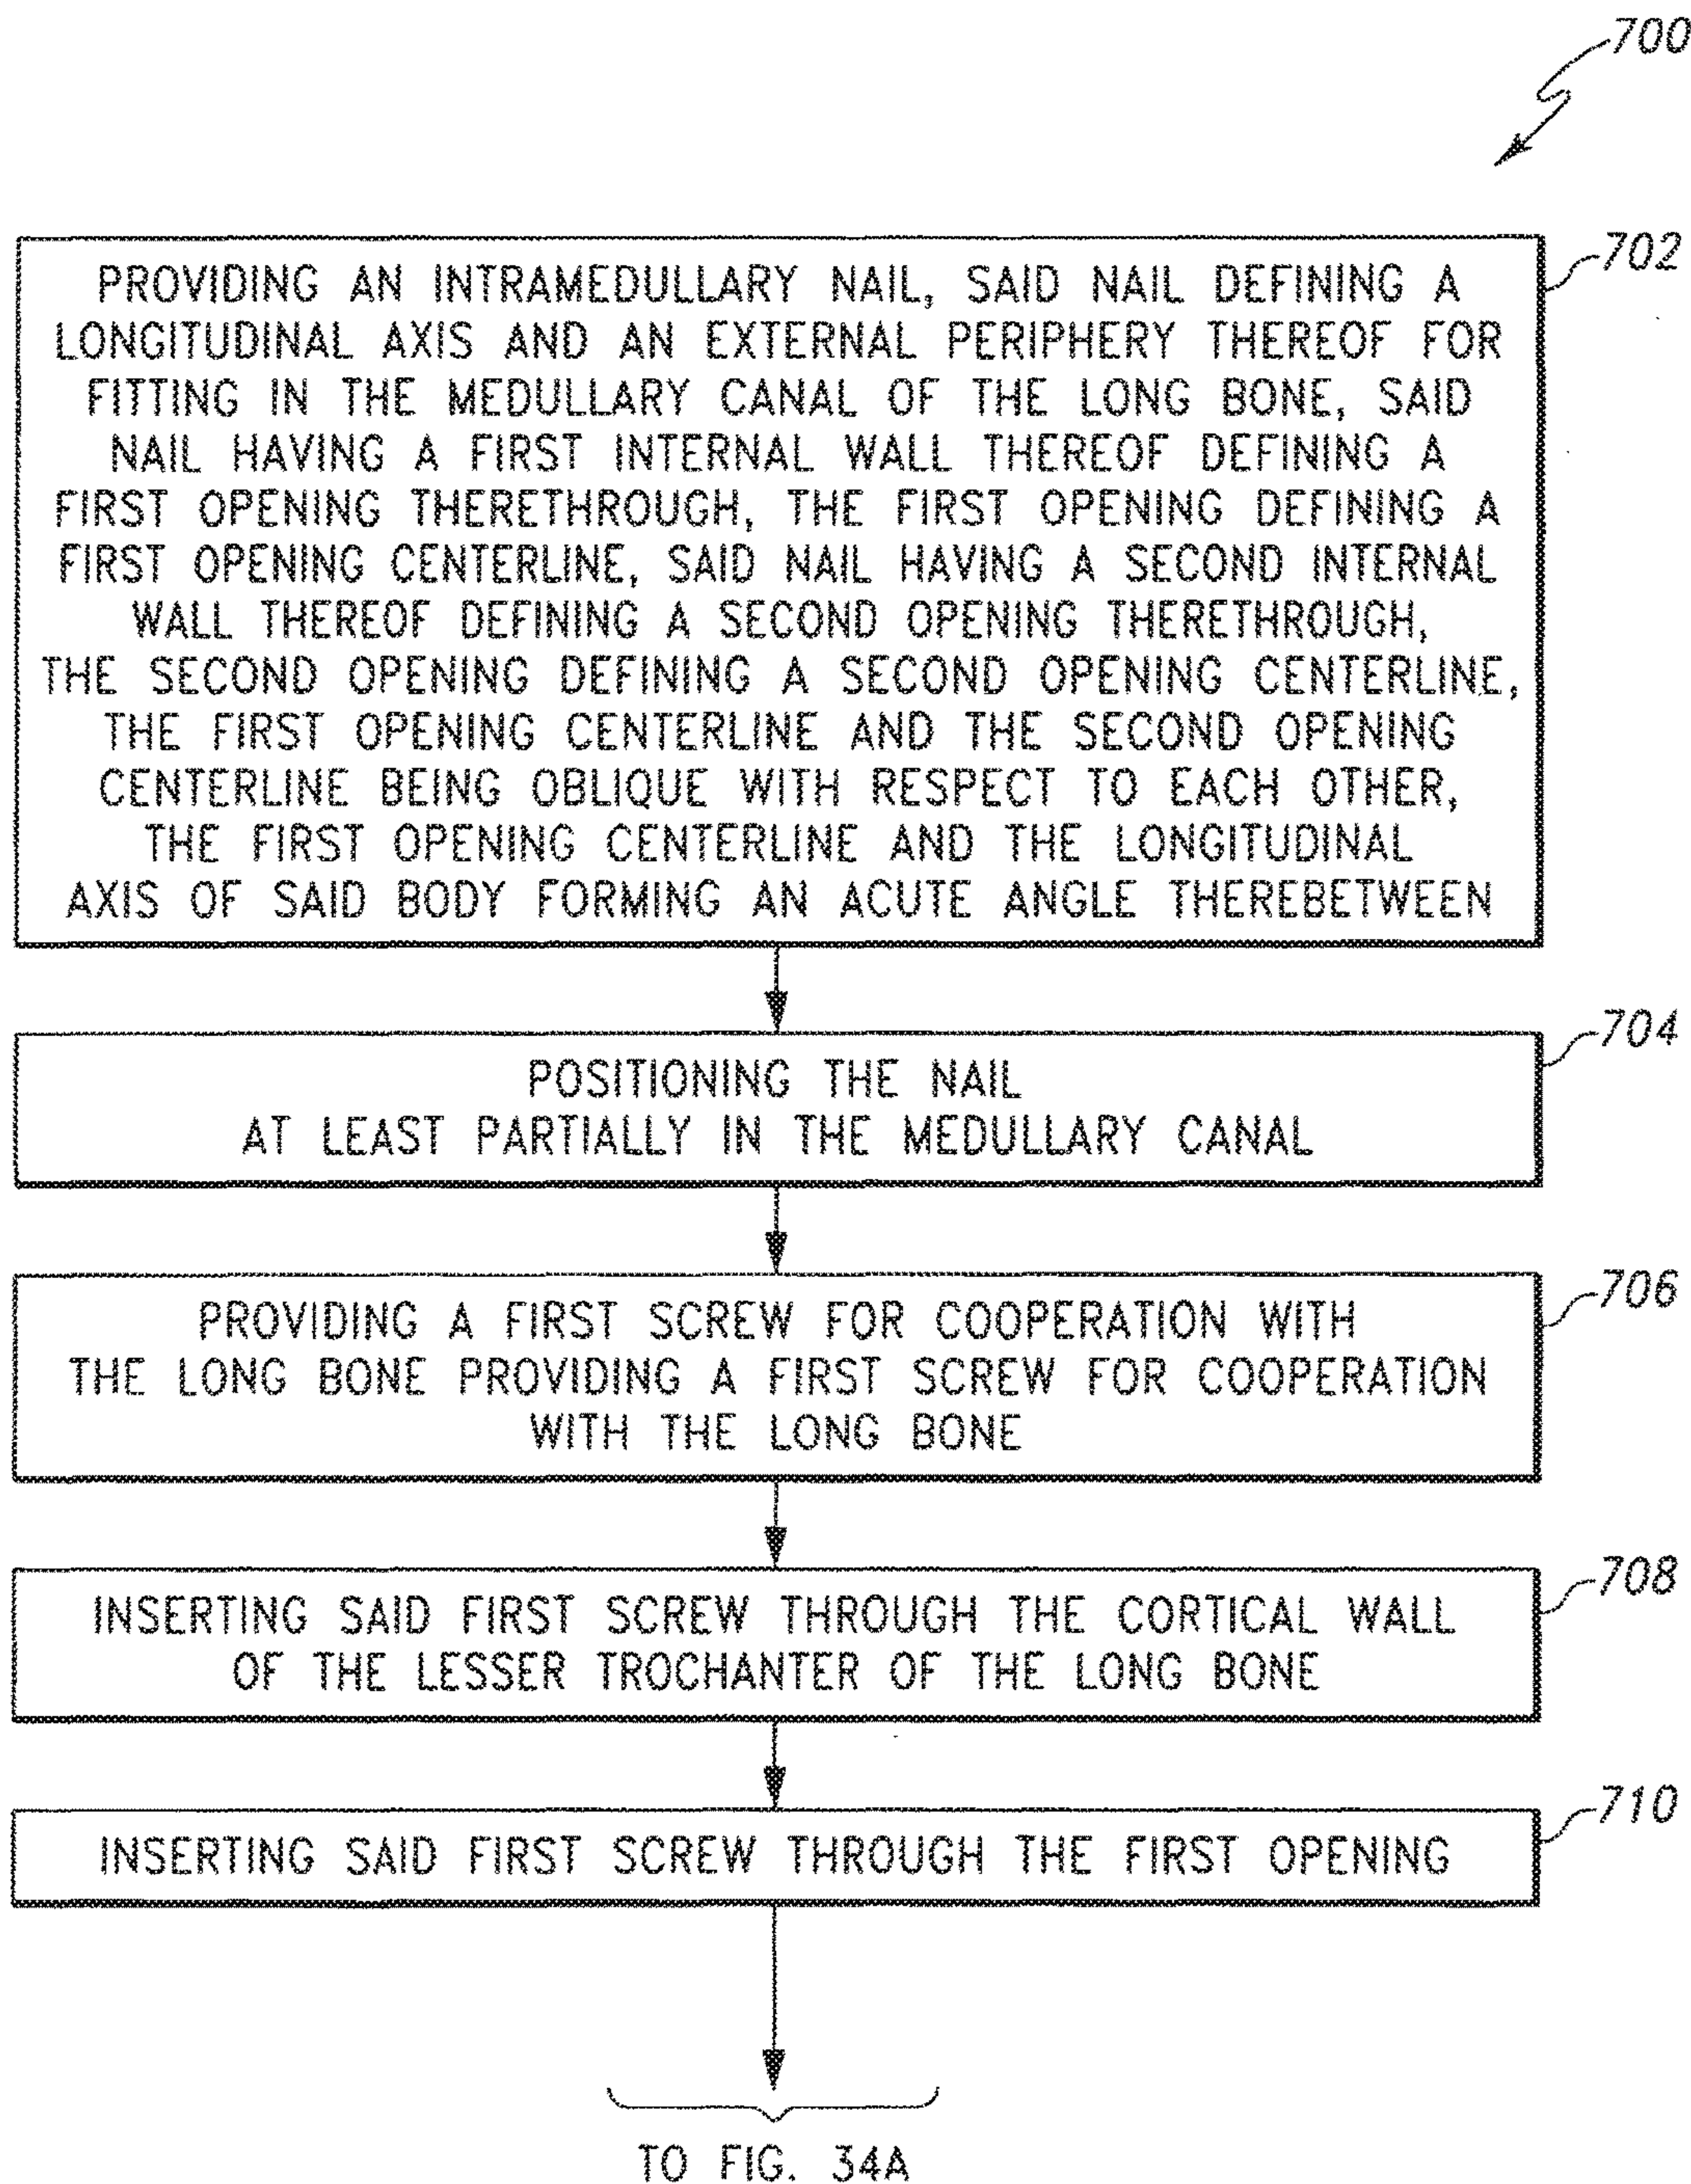 700
702
PROVIDING AN INTRAMEDULLARY NAIL, SAID NAIL DEFINING A
LONGITUDINAL AXIS AND AN EXTERNAL PERIPHERY THEREOF FOR
FITTING IN THE MEDULLARY CANAL OF THE LONG BONE, SAID
NAIL HAVING A FIRST INTERNAL WALL THEREOF DEFINING A
FIRST OPENING THERETHROUGH, THE FIRST OPENING DEFINING A
FIRST OPENING CENTERLINE, SAID NAIL HAVING A SECOND INTERNAL
WALL THEREOF DEFINING A SECOND OPENING THERETHROUGH,
THE SECOND OPENING DEFINING A SECOND OPENING CENTERLINE,
THE FIRST OPENING CENTERLINE AND THE SECOND OPENING
CENTERLINE BEING OBLIQUE WITH RESPECT TO EACH OTHER,
THE FIRST OPENING CENTERLINE AND THE LONGITUDINAL
AXIS OF SAID BODY FORMING AN ACUTE ANGLE THEREBETWEEN
704
POSITIONING THE NAIL
AT LEAST PARTIALLY IN THE MEDULLARY CANAL
706
PROVIDING A FIRST SCREW FOR COOPERATION WITH
THE LONG BONE PROVIDING A FIRST SCREW FOR COOPERATION
WITH THE LONG BONE
708
INSERTING SAID FIRST SCREW THROUGH THE CORTICAL WALL
OF THE LESSER TROCHANTER OF THE LONG BONE
710
INSERTING SAID FIRST SCREW THROUGH THE FIRST OPENING
TO FIG. 34A